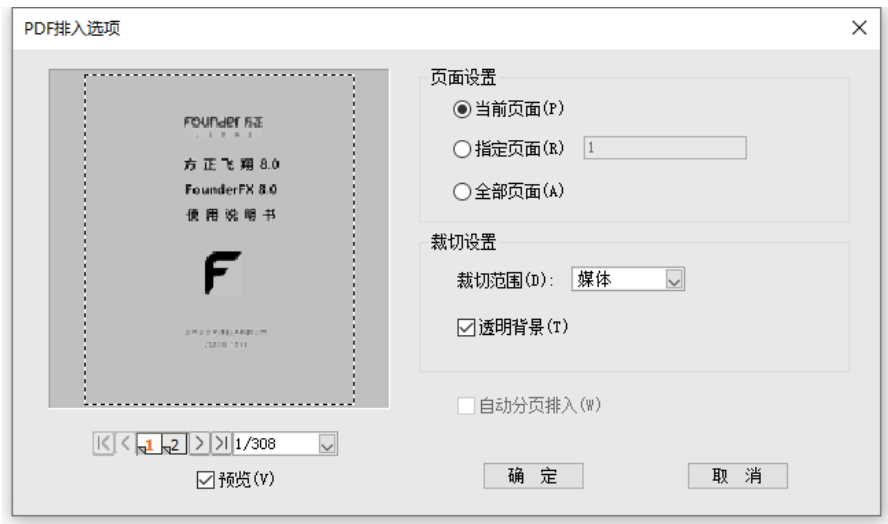 PDF排入选项
Founder 方正
方正飞翔 8.0
FounderFX 8.0
使用说明书
1 2 1/308
预览(V)
页面设置
当前页面(P)
指定页面(R) 1
全部页面(A)
裁切设置
裁切范围(D): 媒体
透明背景(T)
自动分页排入(W)
确定 取消